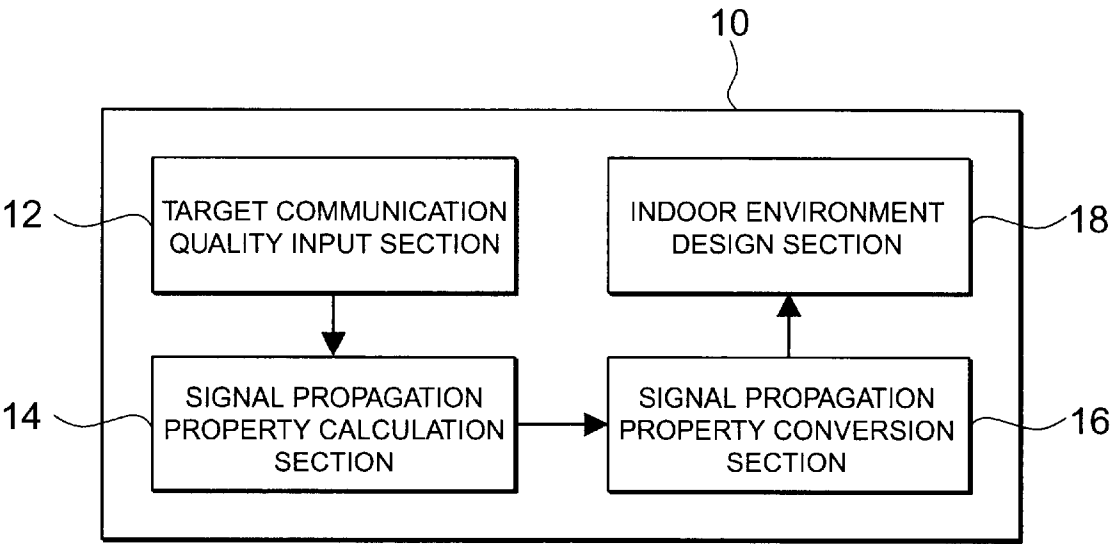 10
12
TARGET COMMUNICATION
QUALITY INPUT SECTION
INDOOR ENVIRONMENT
DESIGN SECTION
18
14
SIGNAL PROPAGATION
PROPERTY CALCULATION
SECTION
SIGNAL PROPAGATION
PROPERTY CONVERSION
SECTION
16